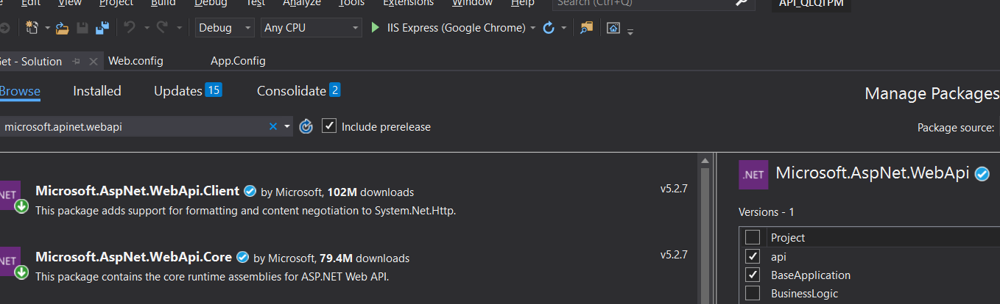 Edit View Project Build Debug Test Analyze Tools Extensions Window Help Search (Ctrl+Q) API_QLQTPM
Debug Any CPU IIS Express (Google Chrome)
Get - Solution Web.config App.Config
Browse Installed Updates 15 Consolidate 2
Manage Packages
microsoft.apinet.webapi Include prerelease
Package source:
.NET Microsoft.AspNet.WebApi
NET Microsoft.AspNet.WebApi.Client by Microsoft, 102M downloads v5.2.7
This package adds support for formatting and content negotiation to System.Net.Http.
Versions - 1
Project
NET Microsoft.AspNet.WebApi.Core by Microsoft, 79.4M downloads v5.2.7
This package contains the core runtime assemblies for ASP.NET Web API.
api
BaseApplication
BusinessLogic